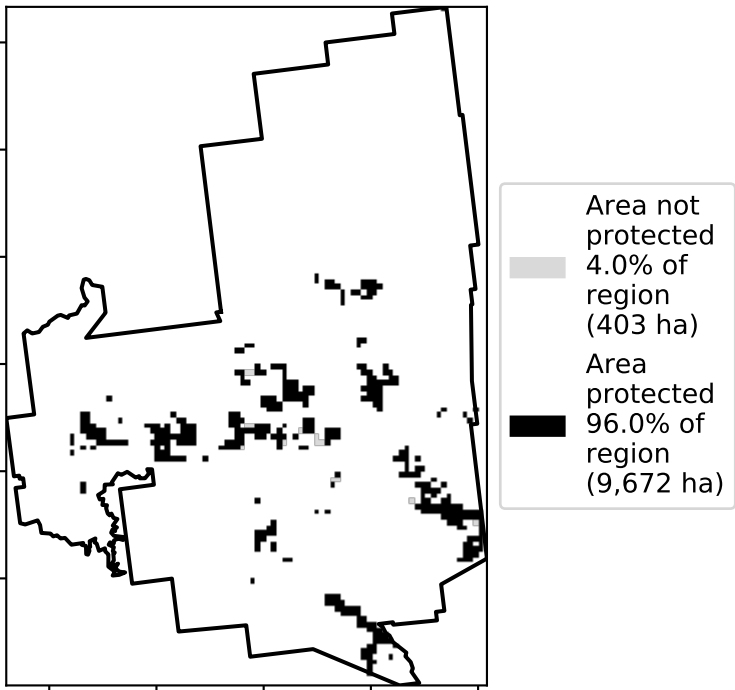 Area not
protected
4.0% of
region
(403 ha)
Area
protected
96.0% of
region
(9,672 ha)